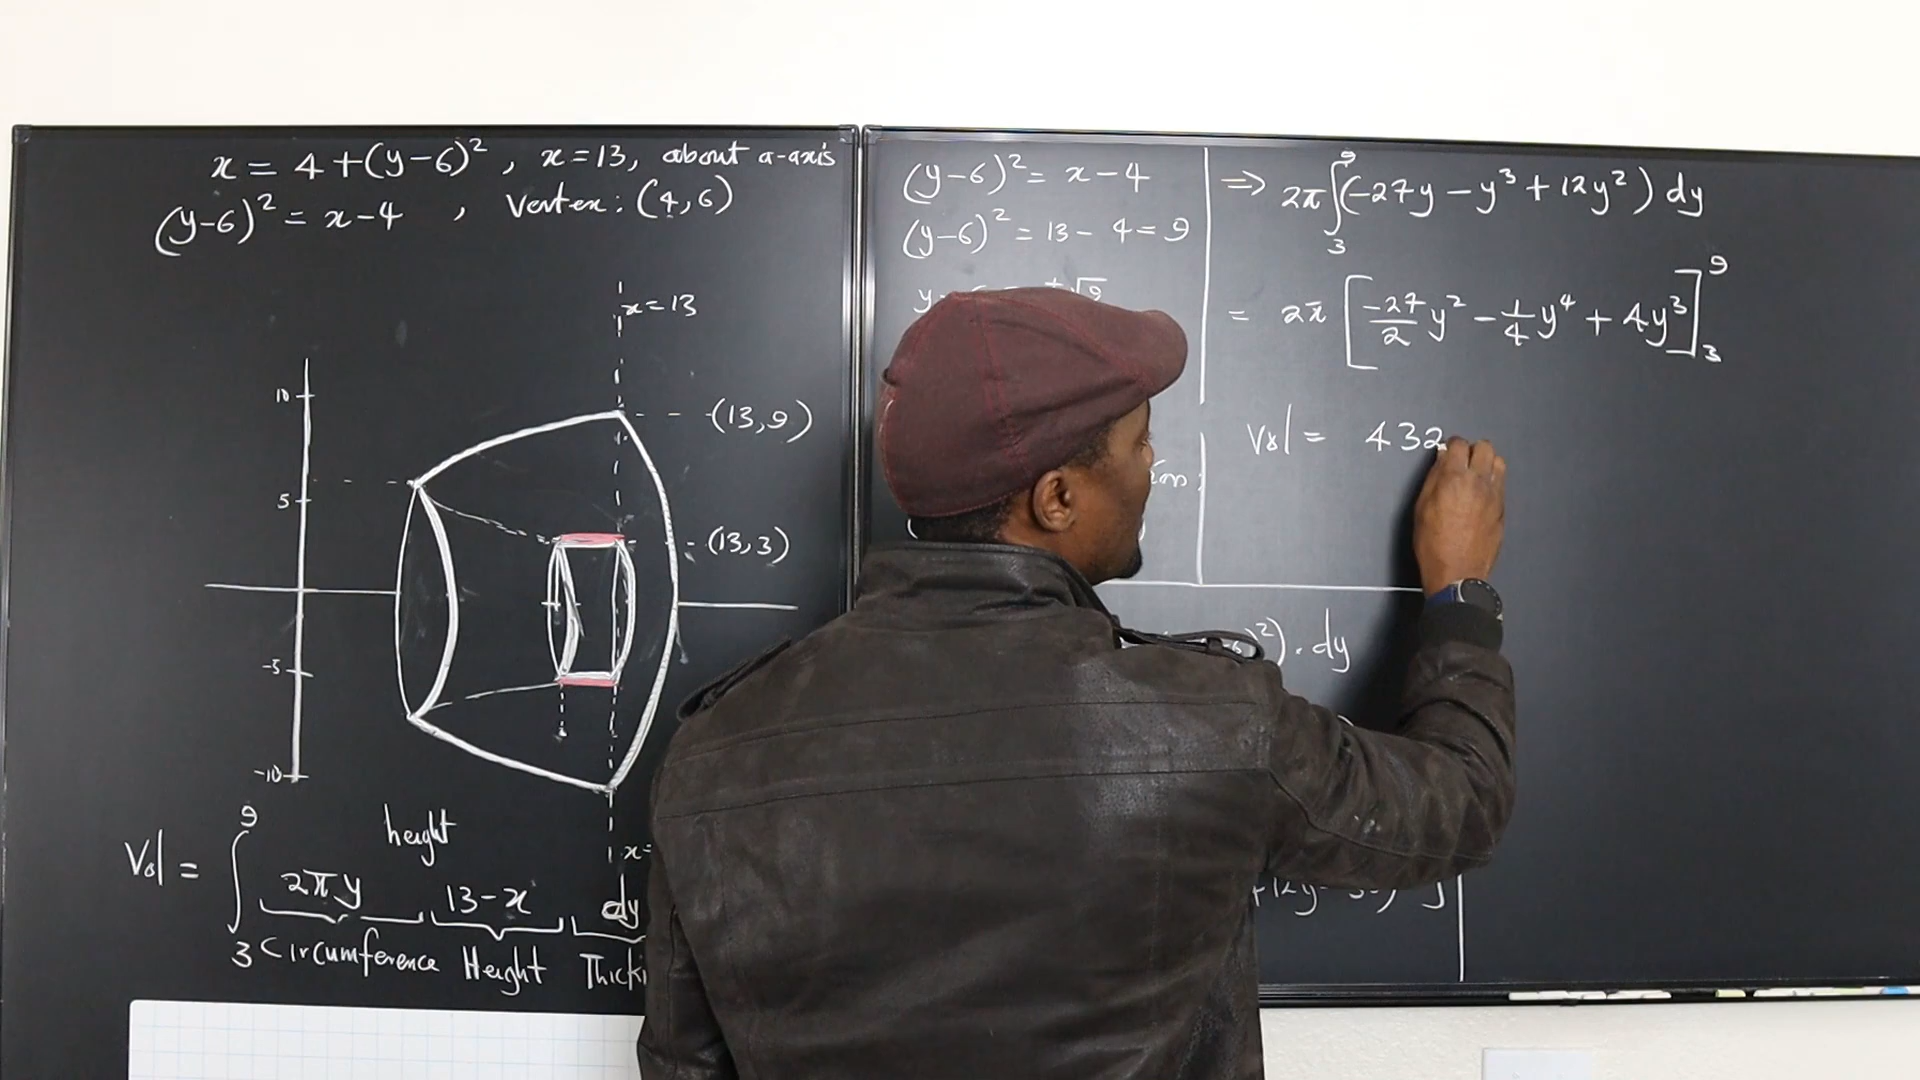 x = 4 + (y-6)², x = 13, about x-axis
(y-6)² = x-4 , Vertex: (4,6)
x=13
10
(13,9)
5
(13,3)
-5
-10
height
Vol = ∫₃⁹ 2πy 13-x dy
Circumference Height
(y-6)² = x-4
(y-6)² = 13-4 = 9
⇒ 2π∫₃⁹(-27y - y³ + 12y²) dy
= 2π [-27/2 y² - 1/4 y⁴ + 4y³]₃⁹
Vol = 432
²). dy